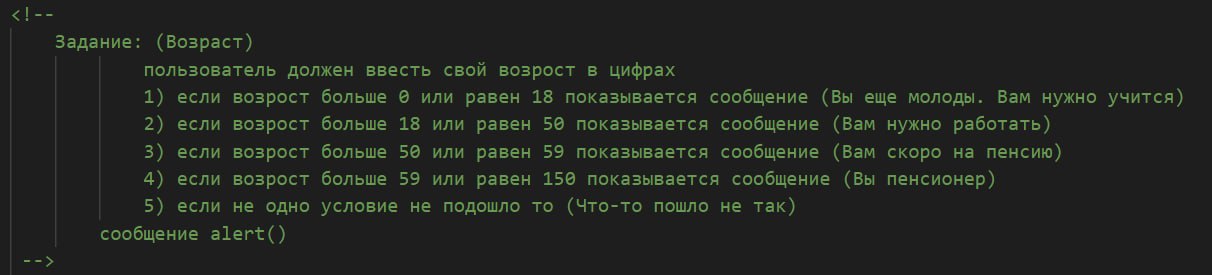 <!--
Задание: (Возраст)
пользователь должен ввесть свой возрост в цифрах
1) если возрост больше 0 или равен 18 показывается сообщение (Вы еще молоды. Вам нужно учится)
2) если возрост больше 18 или равен 50 показывается сообщение (Вам нужно работать)
3) если возрост больше 50 или равен 59 показывается сообщение (Вам скоро на пенсию)
4) если возрост больше 59 или равен 150 показывается сообщение (Вы пенсионер)
5) если не одно условие не подошло то (Что-то пошло не так)
сообщение alert()
-->